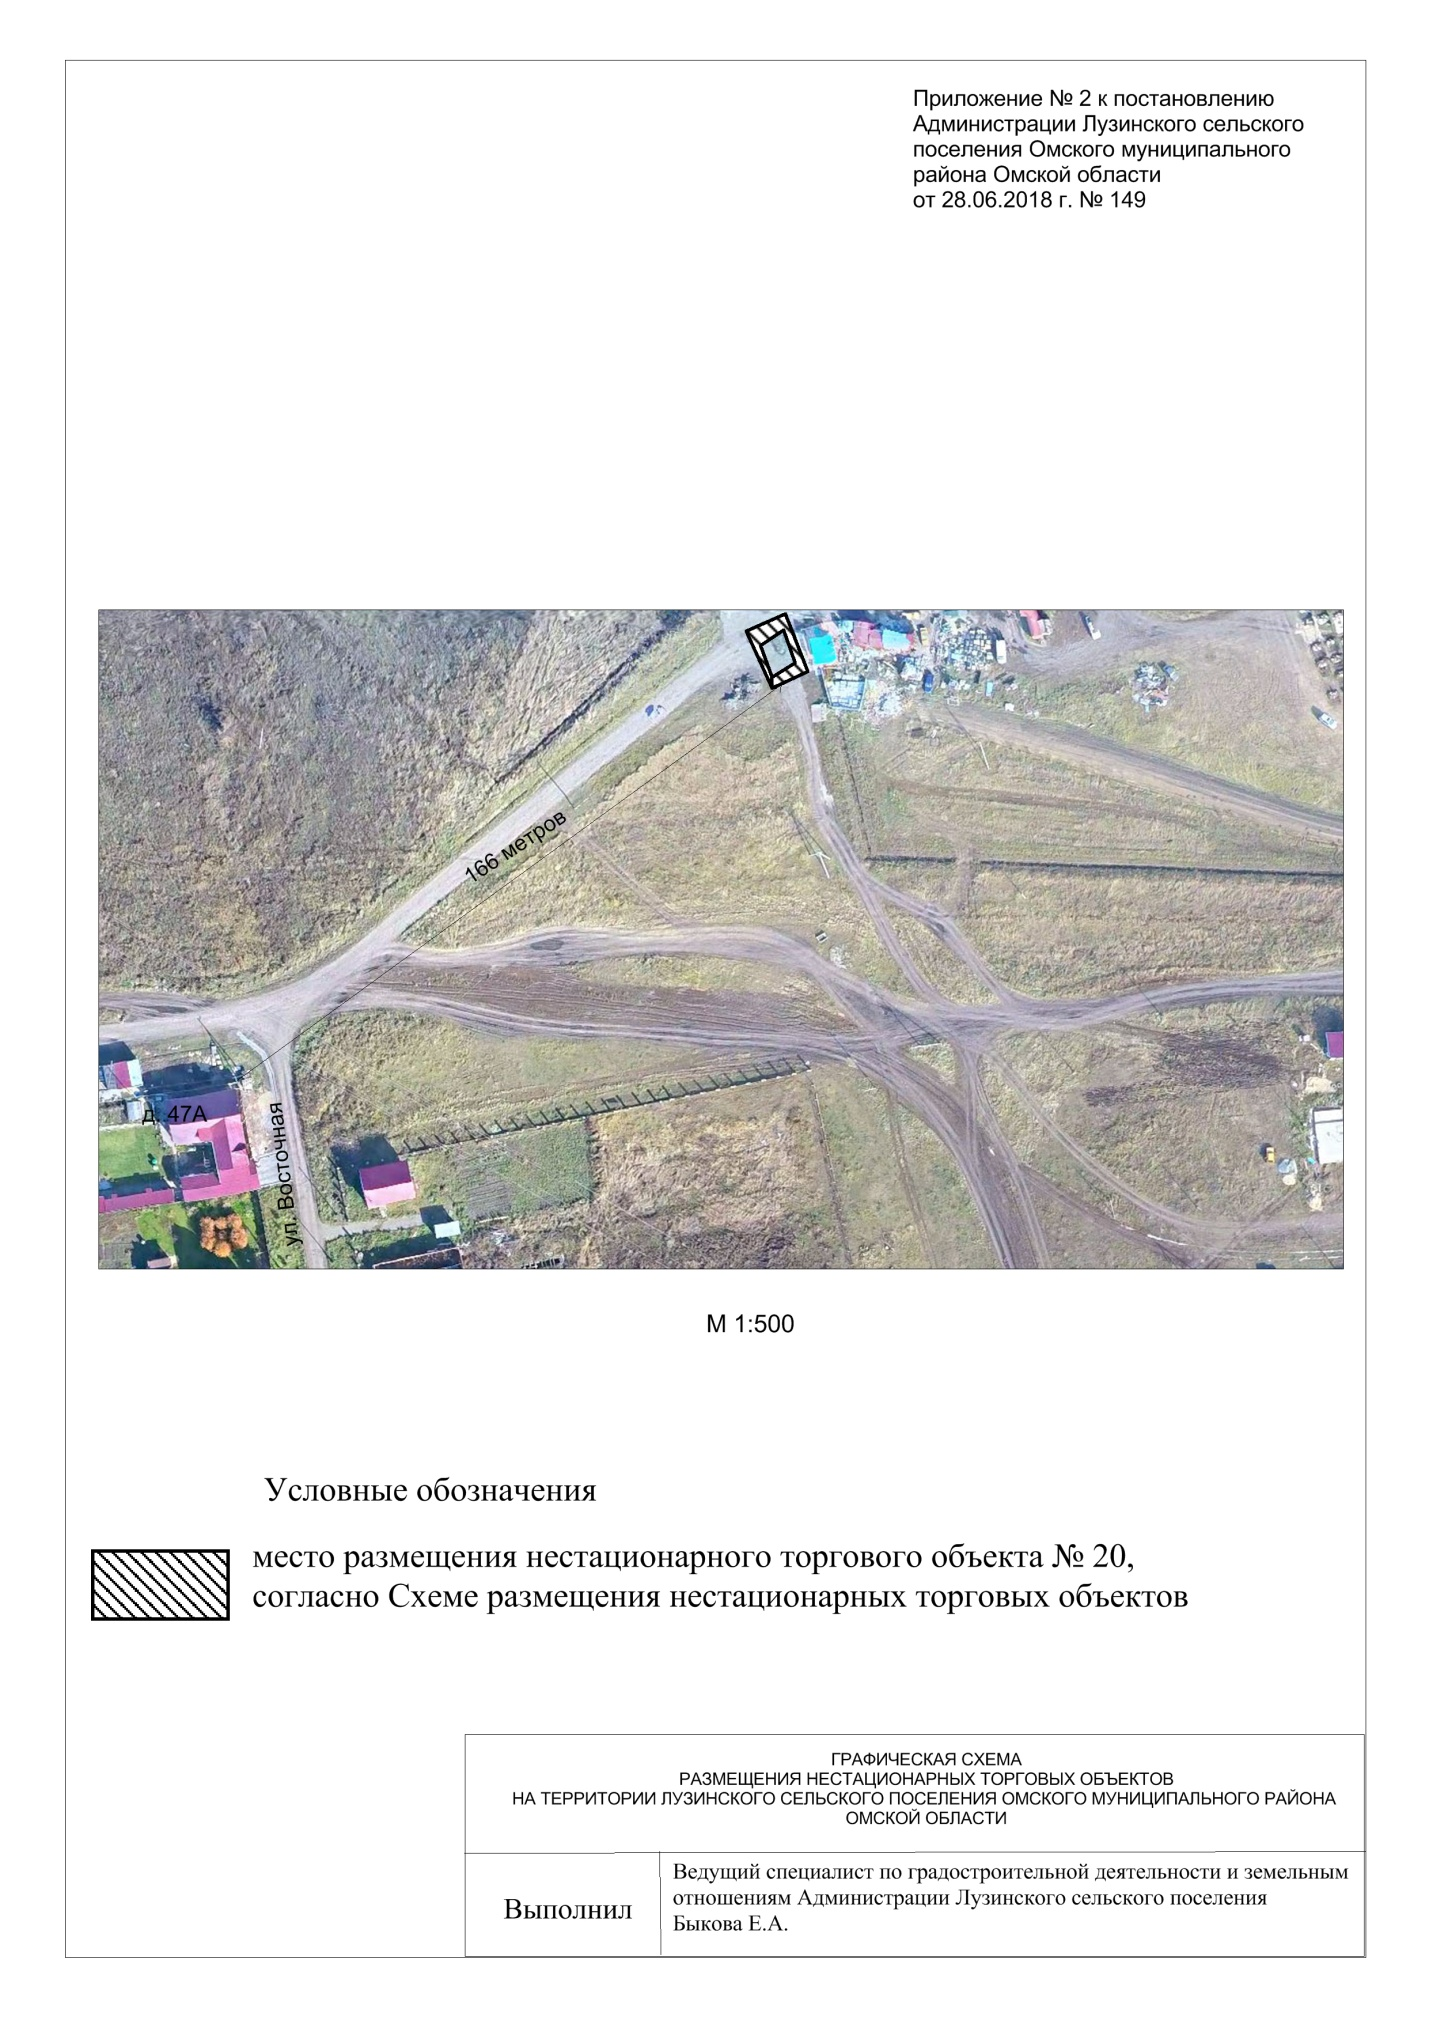 Приложение № 2 к постановлению
Администрации Лузинского сельского
поселения Омского муниципального
района Омской области
от 28.06.2018 г. № 149
166 метров
д. 47А
ул. Восточная
М 1:500
Условные обозначения
место размещения нестационарного торгового объекта № 20,
согласно Схеме размещения нестационарных торговых объектов
ГРАФИЧЕСКАЯ СХЕМА
РАЗМЕЩЕНИЯ НЕСТАЦИОНАРНЫХ ТОРГОВЫХ ОБЪЕКТОВ
НА ТЕРРИТОРИИ ЛУЗИНСКОГО СЕЛЬСКОГО ПОСЕЛЕНИЯ ОМСКОГО МУНИЦИПАЛЬНОГО РАЙОНА
ОМСКОЙ ОБЛАСТИ
Выполнил
Ведущий специалист по градостроительной деятельности и земельным
отношениям Администрации Лузинского сельского поселения
Быкова Е.А.